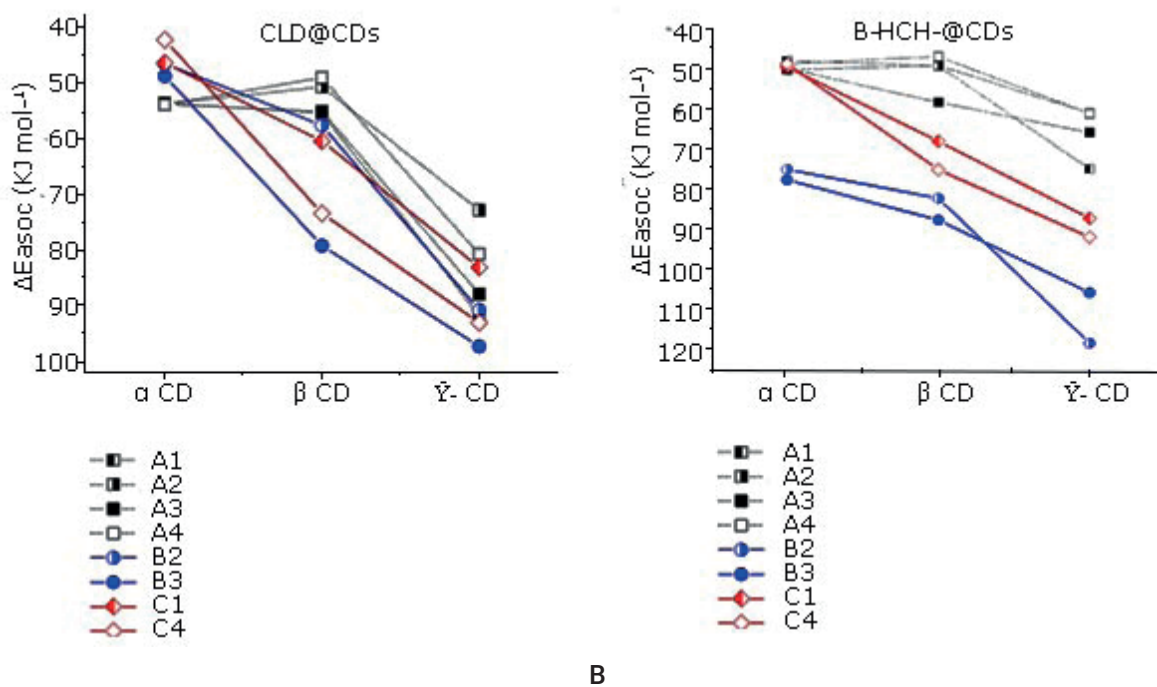 CLD@CDs
ΔEasoc (KJ mol⁻¹)
40
50
60
70
80
90
100
α CD
β CD
Ϋ- CD
A1
A2
A3
A4
B2
B3
C1
C4
B-HCH-@CDs
ΔEasoc (KJ mol⁻¹)
40
50
60
70
80
90
100
110
120
α CD
β CD
Ϋ- CD
A1
A2
A3
A4
B2
B3
C1
C4
B